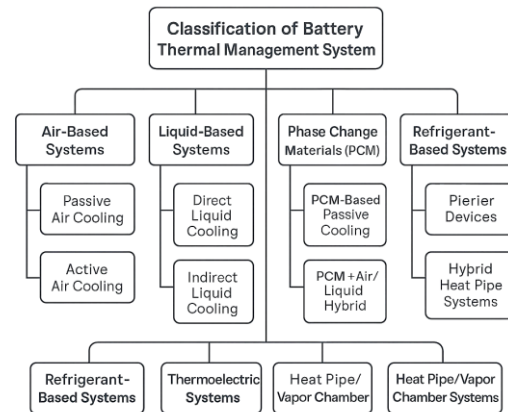 Classification of Battery
Thermal Management System
Air-Based
Systems
Liquid-Based
Systems
Phase Change
Materials (PCM)
Refrigerant-
Based Systems
Passive
Air Cooling
Direct
Liquid
Cooling
PCM-Based
Passive
Cooling
Pierier
Devices
Active
Air Cooling
Indirect
Liquid
Cooling
PCM + Air/
Liquid
Hybrid
Hybrid
Heat Pipe
Systems
Refrigerant-
Based Systems
Thermoelectric
Systems
Heat Pipe/
Vapor Chamber
Heat Pipe/Vapor
Chamber Systems